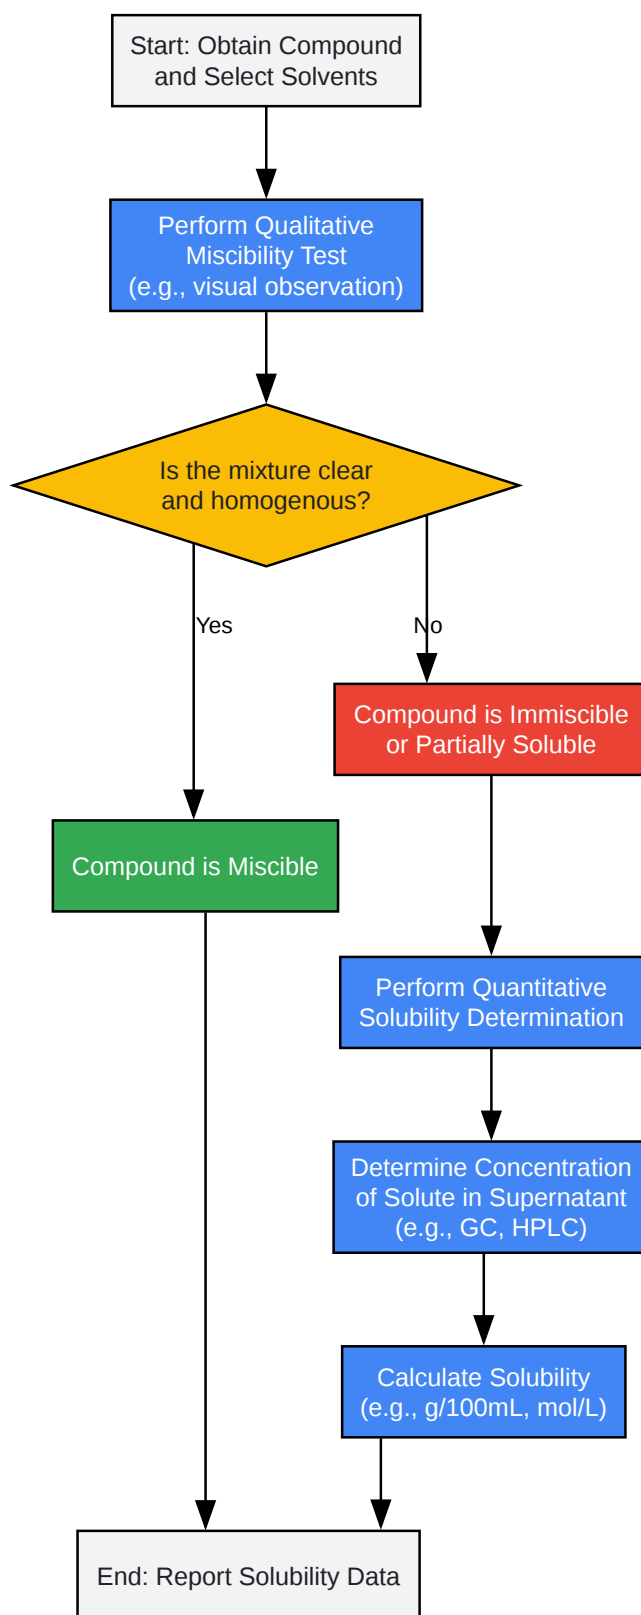 Start: Obtain Compound
and Select Solvents
Perform Qualitative
Miscibility Test
(e.g., visual observation)
Is the mixture clear
and homogenous?
Yes
No
Compound is Immiscible
or Partially Soluble
Compound is Miscible
Perform Quantitative
Solubility Determination
Determine Concentration
of Solute in Supernatant
(e.g., GC, HPLC)
Calculate Solubility
(e.g., g/100mL, mol/L)
End: Report Solubility Data